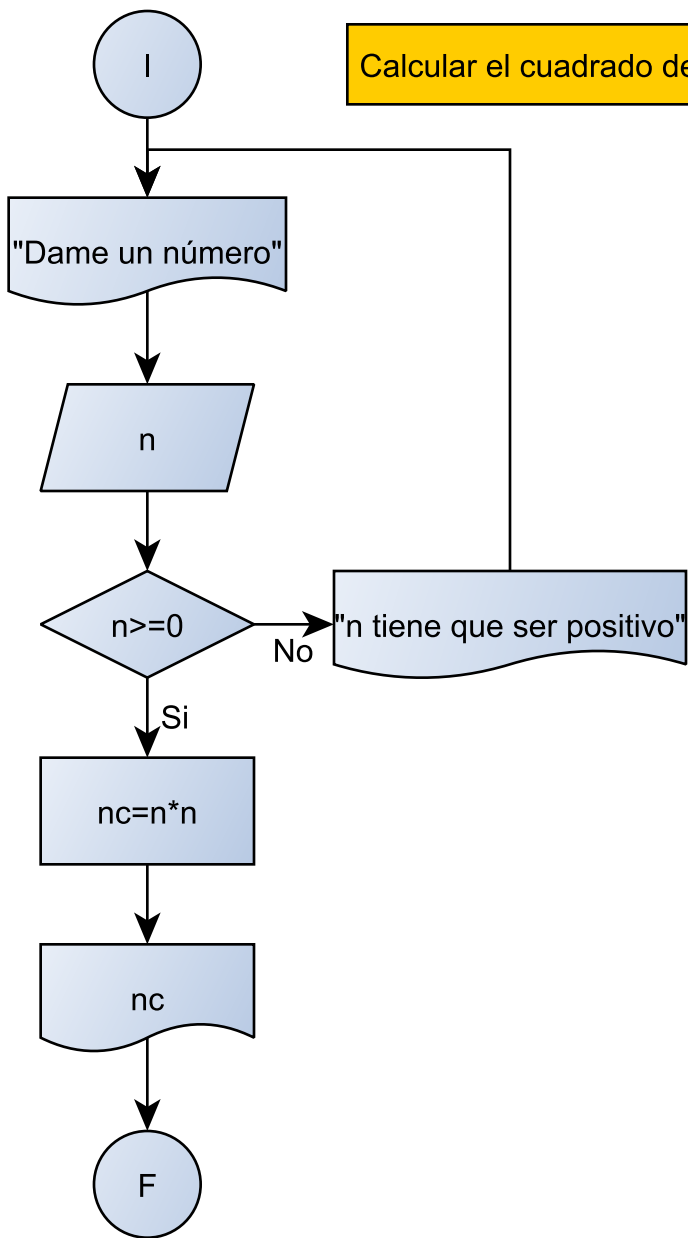 I
Calcular el cuadrado de
"Dame un número"
n
n>=0
No
"n tiene que ser positivo"
Si
nc=n*n
nc
F